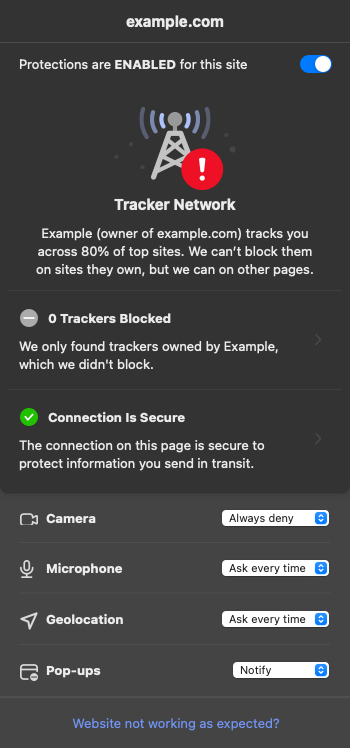 example.com
Protections are ENABLED for this site
Tracker Network
Example (owner of example.com) tracks you
across 80% of top sites. We can’t block them
on sites they own, but we can on other pages.
0 Trackers Blocked
We only found trackers owned by Example,
which we didn't block.
Connection Is Secure
The connection on this page is secure to
protect information you send in transit.
Camera Always deny
Microphone Ask every time
Geolocation Ask every time
Pop-ups Notify
Website not working as expected?